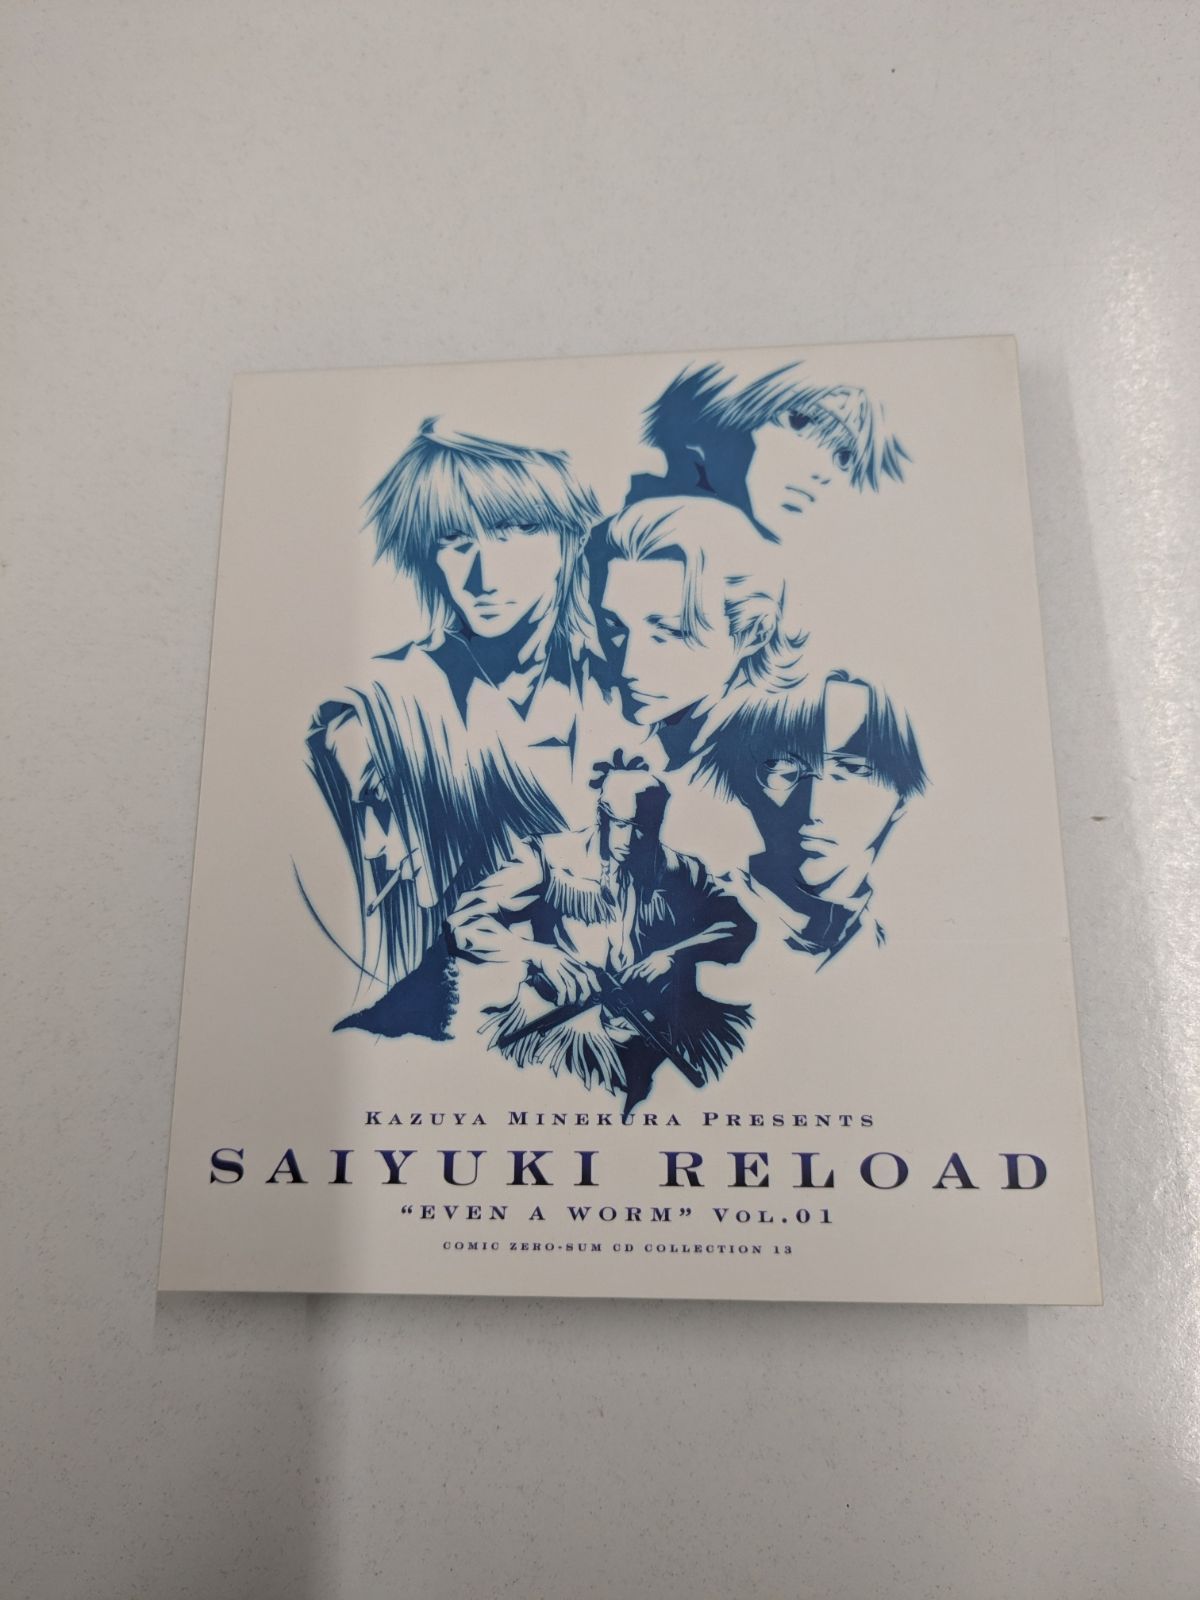 KAZUYA MINEKURA PRESENTS
SAIYUKI RELOAD
“EVEN A WORM” VOL.01
COMIC ZERO-SUM CD COLLECTION 13